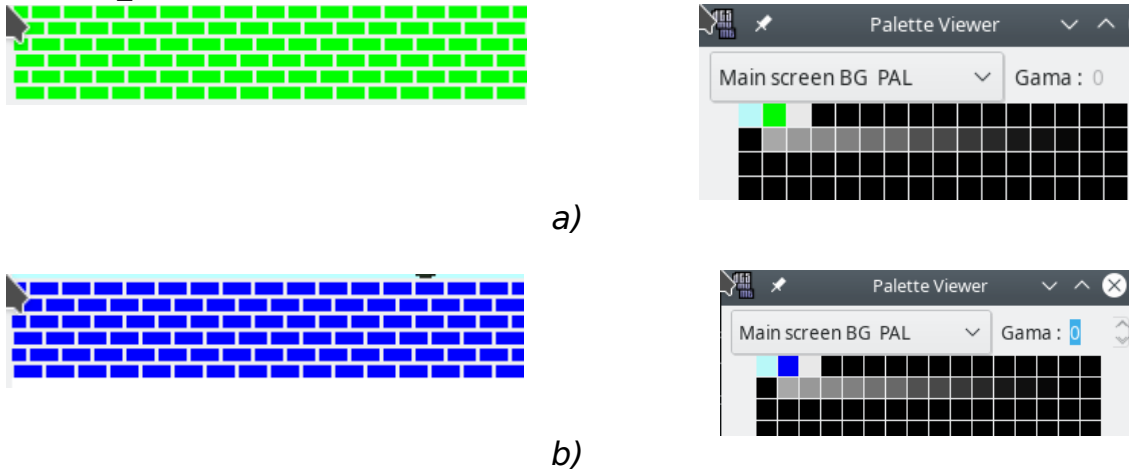 Palette Viewer
Main screen BG PAL Gama : 0
a)
Palette Viewer
Main screen BG PAL Gama : 0
b)